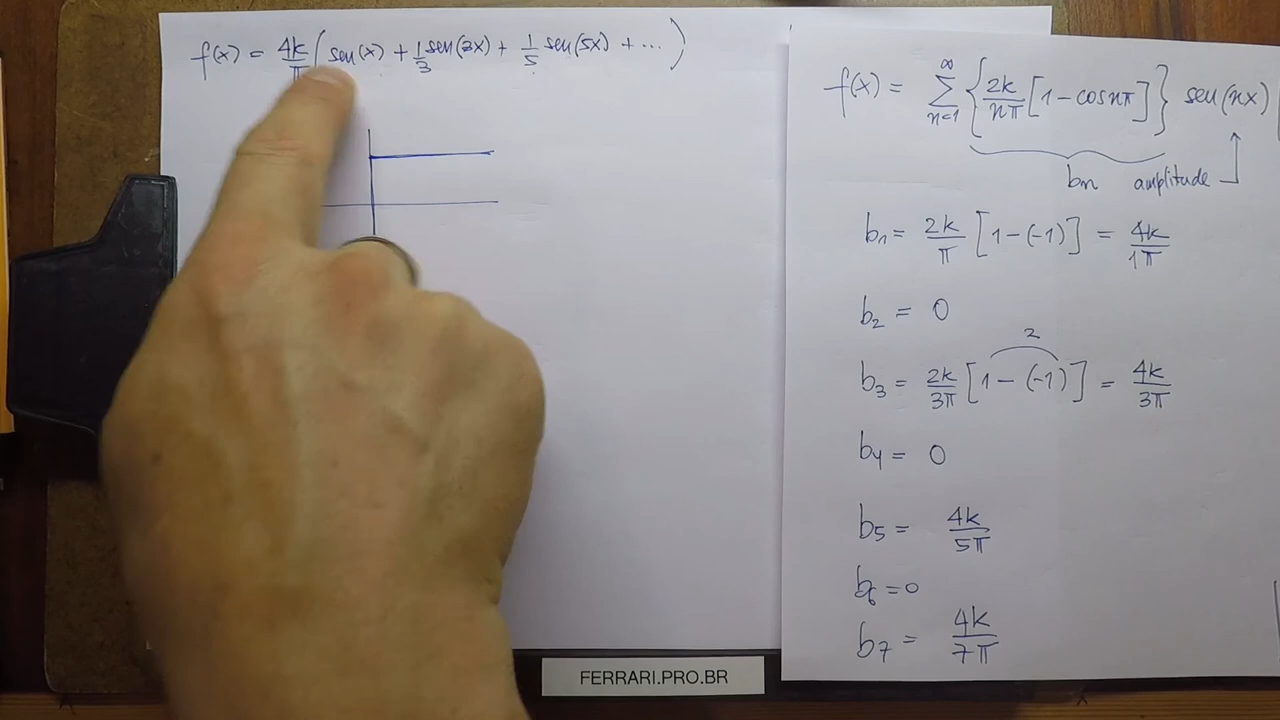 f(x) = 4k/π ( sen(x) + 1/3 sen(3x) + 1/5 sen(5x) + ... )
f(x) = ∞ Σ n=1 { 2k/nπ [1 - cos nπ] } sen(nx)
bn amplitude
b1 = 2k/π [1-(-1)] = 4k/1π
b2 = 0
2
b3 = 2k/3π [1-(-1)] = 4k/3π
b4 = 0
b5 = 4k/5π
b6 = 0
b7 = 4k/7π
FERRARI.PRO.BR